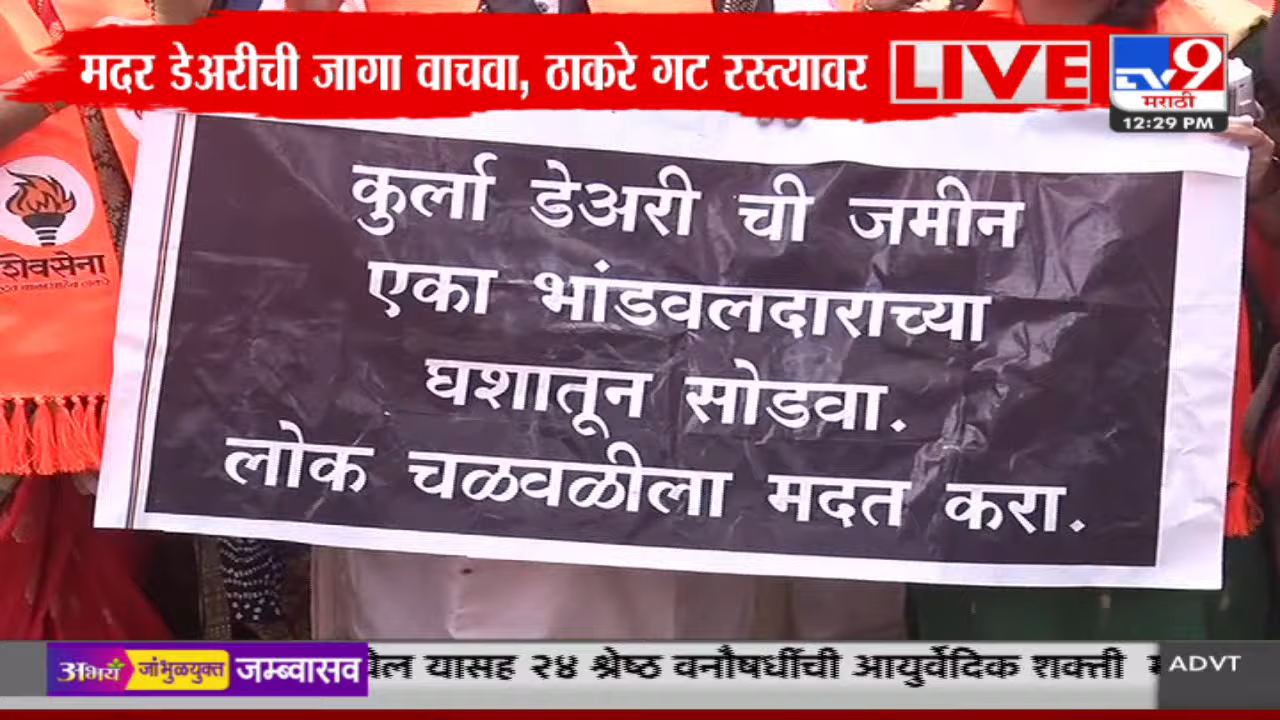 मदर डेअरीची जागा वाचवा, ठाकरे गट रस्त्यावर
LIVE
TV9
मराठी
12:29 PM
कुर्ला डेअरी ची जमीन
एका भांडवलदाराच्या
घशातून सोडवा.
लोक चळवळीला मदत करा.
शिवसेना
अभय जांभुळयुक्त जम्ब्वासव
यासह २४ श्रेष्ठ वनौषधींची आयुर्वेदिक शक्ती
ADVT